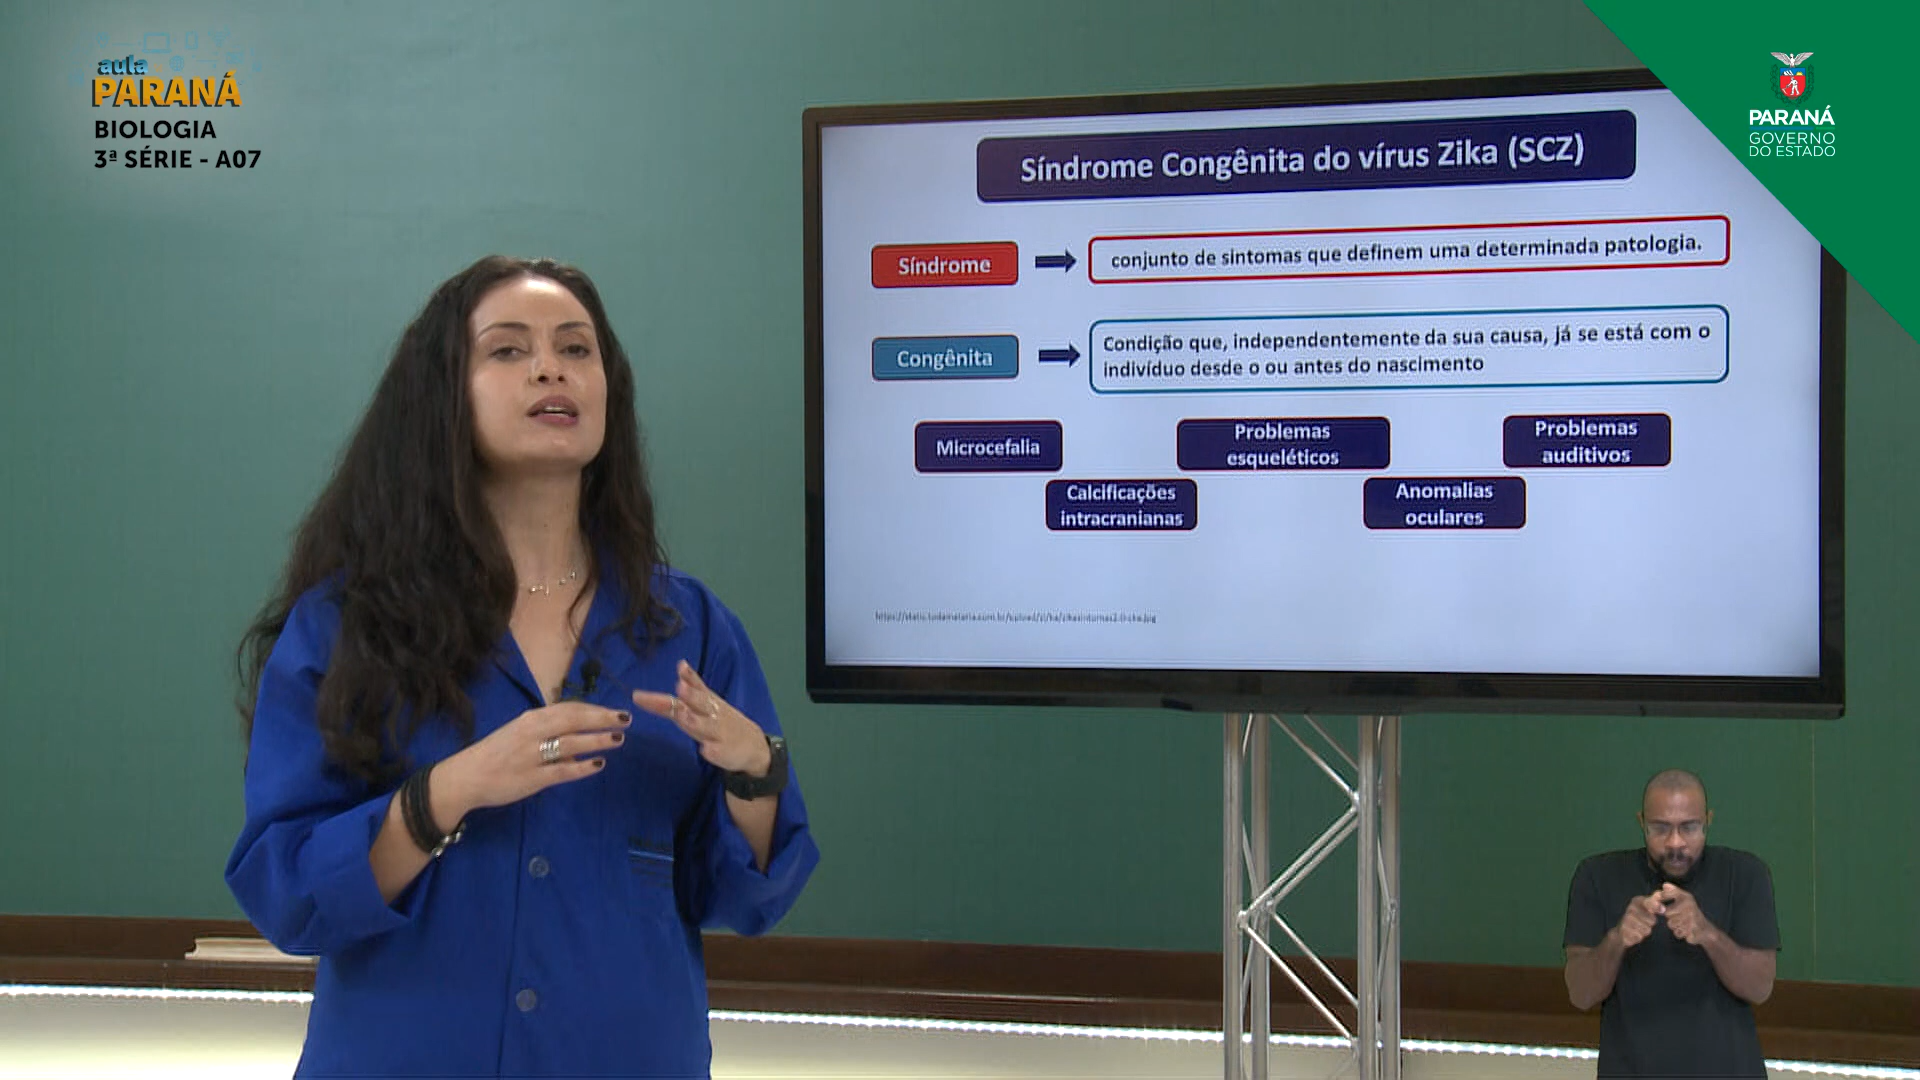 aula
PARANÁ
BIOLOGIA
3ª SÉRIE - A07
PARANÁ
GOVERNO
DO ESTADO
Síndrome Congênita do vírus Zika (SCZ)
Síndrome
conjunto de sintomas que definem uma determinada patologia.
Congênita
Condição que, independentemente da sua causa, já se está com o
indivíduo desde o ou antes do nascimento
Microcefalia
Problemas
esqueléticos
Problemas
auditivos
Calcificações
intracranianas
Anomalias
oculares